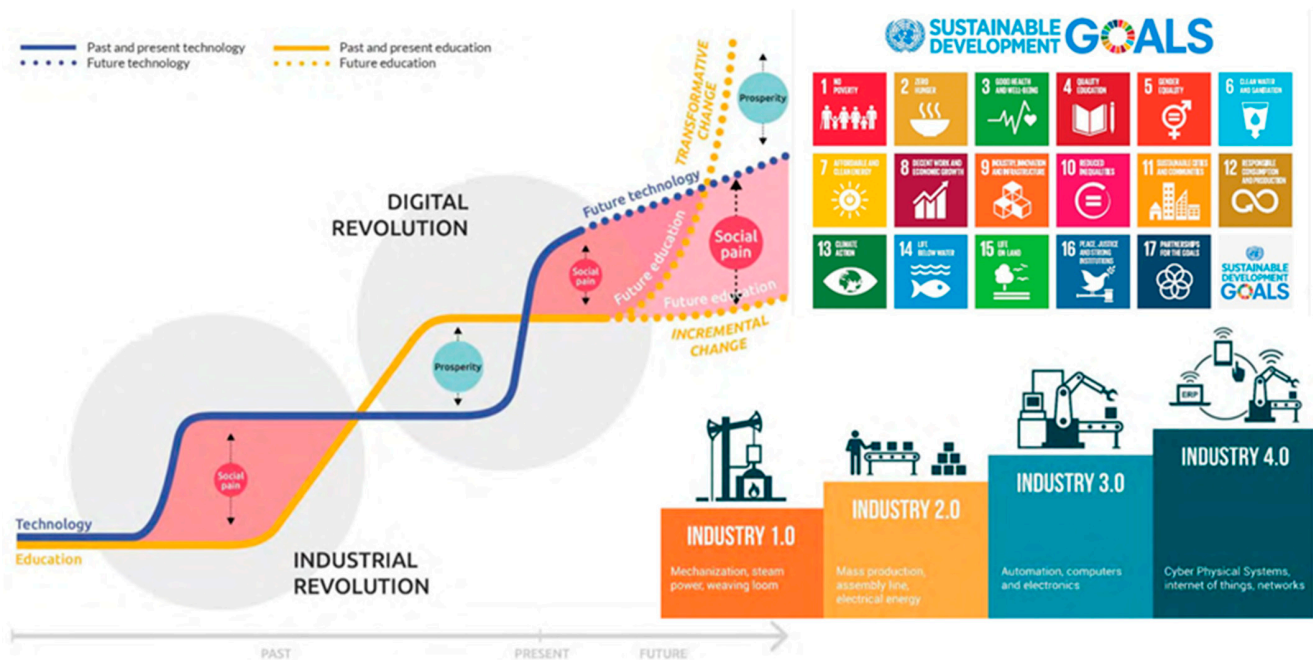 Past and present technology
Future technology
Past and present education
Future education
TRANSFORMATIVE
CHANGE
Prosperity
Future technology
DIGITAL
REVOLUTION
Social
pain
Future education
Social
pain
Future education
INCREMENTAL
CHANGE
Prosperity
Social
pain
Technology
Education
INDUSTRIAL
REVOLUTION
PAST
PRESENT
FUTURE
SUSTAINABLE
DEVELOPMENT
GOALS
1 NO
POVERTY
2 ZERO
HUNGER
3 GOOD HEALTH
AND WELL-BEING
4 QUALITY
EDUCATION
5 GENDER
EQUALITY
6 CLEAN WATER
AND SANITATION
7 AFFORDABLE AND
CLEAN ENERGY
8 DECENT WORK AND
ECONOMIC GROWTH
9 INDUSTRY, INNOVATION
AND INFRASTRUCTURE
10 REDUCED
INEQUALITIES
11 SUSTAINABLE CITIES
AND COMMUNITIES
12 RESPONSIBLE
CONSUMPTION
AND PRODUCTION
13 CLIMATE
ACTION
14 LIFE
BELOW WATER
15 LIFE
ON LAND
16 PEACE, JUSTICE
AND STRONG
INSTITUTIONS
17 PARTNERSHIPS
FOR THE GOALS
SUSTAINABLE
DEVELOPMENT
GOALS
INDUSTRY 1.0
Mechanization, steam
power, weaving loom
INDUSTRY 2.0
Mass production,
assembly line,
electrical energy
INDUSTRY 3.0
Automation, computers
and electronics
ERP
INDUSTRY 4.0
Cyber Physical Systems,
internet of things, networks